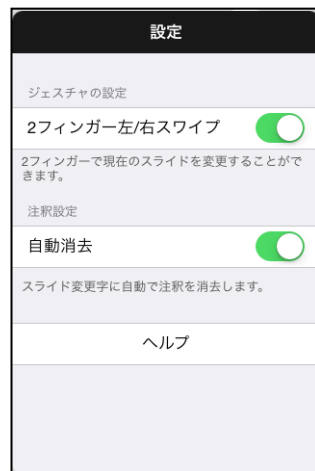 設定
ジェスチャの設定
2フィンガー左/右スワイプ
2フィンガーで現在のスライドを変更することがで
きます。
注釈設定
自動消去
スライド変更字に自動で注釈を消去します。
ヘルプ